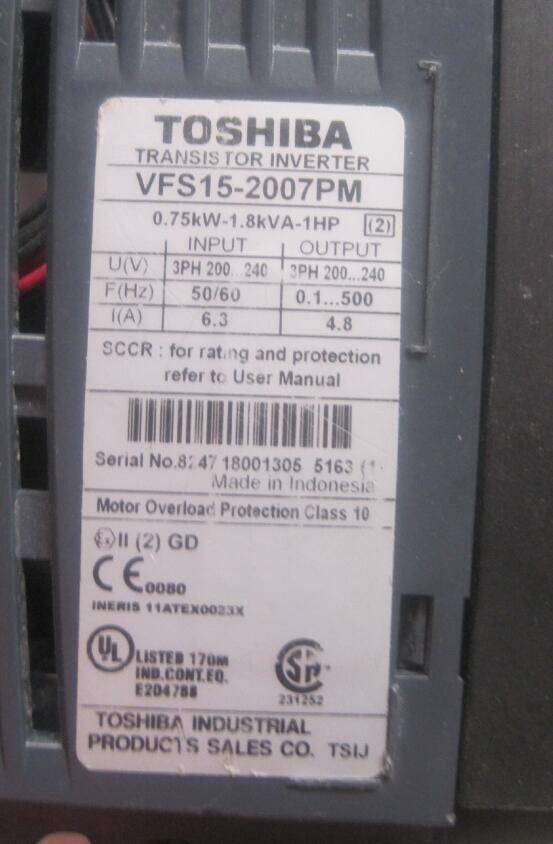 TOSHIBA
TRANSISTOR INVERTER
VFS15-2007PM
0.75kW-1.8kVA-1HP (2)
INPUT OUTPUT
U(V) 3PH 200...240 3PH 200...240
F(Hz) 50/60 0.1...500
I(A) 6.3 4.8
SCCR : for rating and protection
refer to User Manual
Serial No. 18001305 5163
Made in Indonesia
Motor Overload Protection Class 10
Ex II (2) GD
CE 0080
INERIS 11ATEX0023X
UL LISTED 170M
IND.CONT.EQ.
E204788
231252
TOSHIBA INDUSTRIAL
PRODUCTS SALES CO. TSIJ